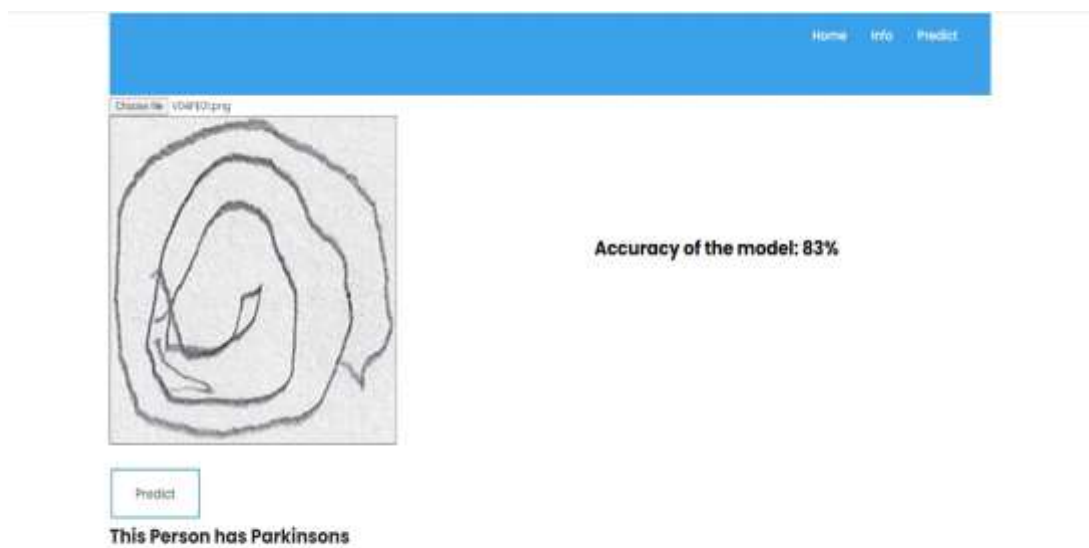 Home Info Predict
Choose file
Accuracy of the model: 83%
Predict
This Person has Parkinsons